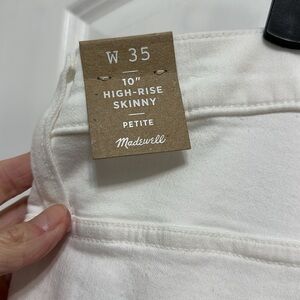 W 35
10"
HIGH-RISE
SKINNY
PETITE
Madewell